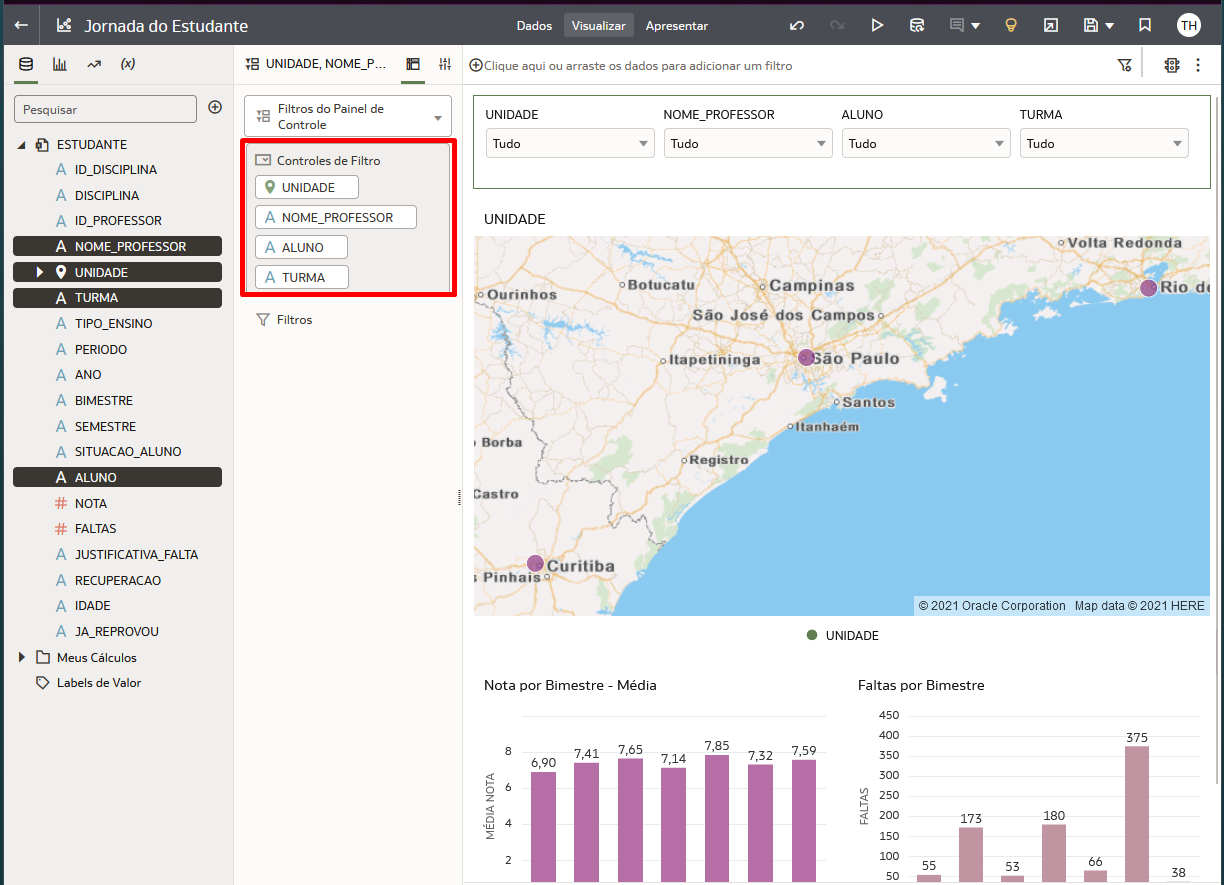 Jornada do Estudante
Dados
Visualizar
Apresentar
TH
(x)
UNIDADE, NOME_P...
Clique aqui ou arraste os dados para adicionar um filtro
Pesquisar
ESTUDANTE
ID_DISCIPLINA
DISCIPLINA
ID_PROFESSOR
NOME_PROFESSOR
UNIDADE
TURMA
TIPO_ENSINO
PERIODO
ANO
BIMESTRE
SEMESTRE
SITUACAO_ALUNO
ALUNO
NOTA
FALTAS
JUSTIFICATIVA_FALTA
RECUPERACAO
IDADE
JA_REPROVOU
Meus Cálculos
Labels de Valor
Filtros do Painel de
Controle
Controles de Filtro
UNIDADE
NOME_PROFESSOR
ALUNO
TURMA
Filtros
UNIDADE
NOME_PROFESSOR
ALUNO
TURMA
Tudo
Tudo
Tudo
Tudo
UNIDADE
Volta Redonda
Ourinhos
Botucatu
Campinas
Rio de
São José dos Campos
Itapetininga
São Paulo
Santos
Itanhaém
Borba
Registro
Castro
Curitiba
Pinhais
© 2021 Oracle Corporation Map data © 2021 HERE
UNIDADE
Nota por Bimestre - Média
MÉDIA NOTA
8
6
4
2
6,90
7,41
7,65
7,14
7,85
7,32
7,59
Faltas por Bimestre
FALTAS
450
400
350
300
250
200
150
100
50
55
173
53
180
66
375
38